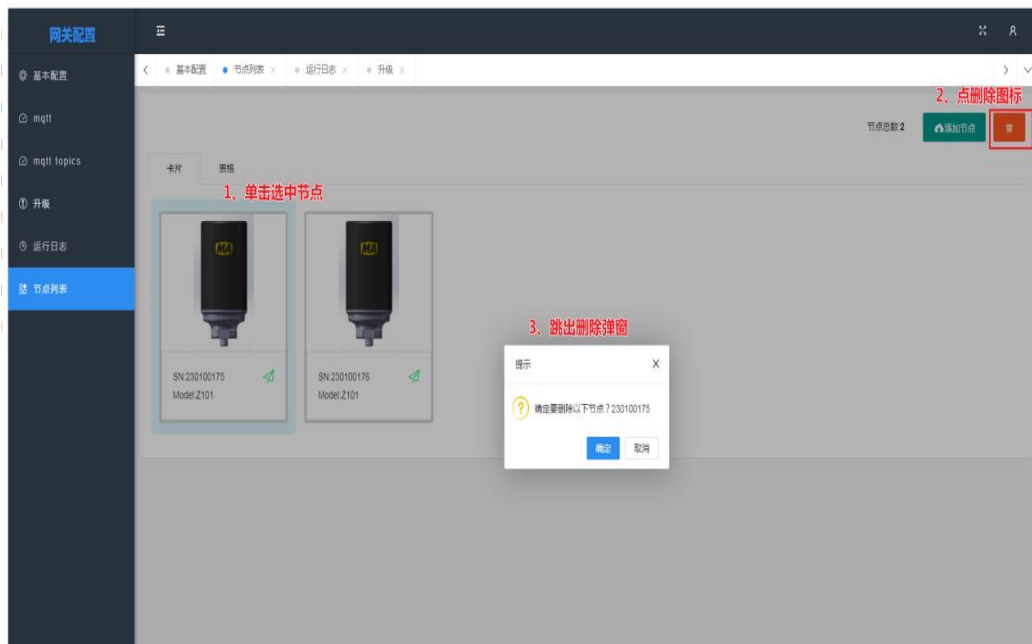 网关配置
基本配置
mqtt
mqtt topics
升级
运行日志
节点列表
基本配置 节点列表 运行日志 升级
2、点删除图标
节点总数:2 添加节点
卡片 表格
1、单击选中节点
MA MA
SN:230100175
Model:Z101
SN:230100176
Model:Z101
3、跳出删除弹窗
提示
确定要删除以下节点?230100175
确定 取消